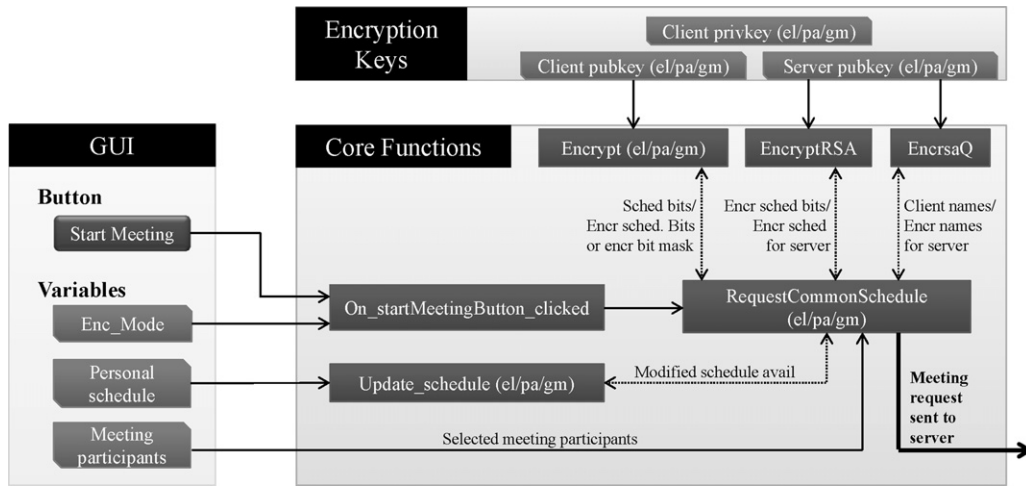 Encryption
Keys
Client privkey (el/pa/gm)
Client pubkey (el/pa/gm)
Server pubkey (el/pa/gm)
GUI
Button
Start Meeting
Variables
Enc_Mode
Personal
schedule
Meeting
participants
Core Functions
Encrypt (el/pa/gm)
EncryptRSA
EncrsaQ
Sched bits/
Encr sched. Bits
or encr bit mask
Encr sched bits/
Encr sched
for server
Client names/
Encr names
for server
On_startMeetingButton_clicked
RequestCommonSchedule
(el/pa/gm)
Update_schedule (el/pa/gm)
Modified schedule avail
Selected meeting participants
Meeting
request
sent to
server